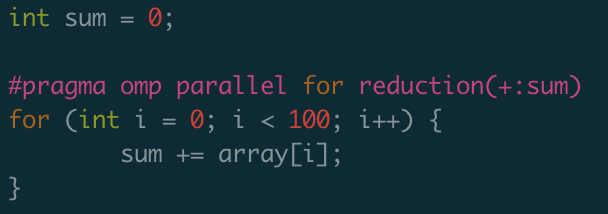 int sum = 0;
#pragma omp parallel for reduction(+:sum)
for (int i = 0; i < 100; i++) {
        sum += array[i];
}